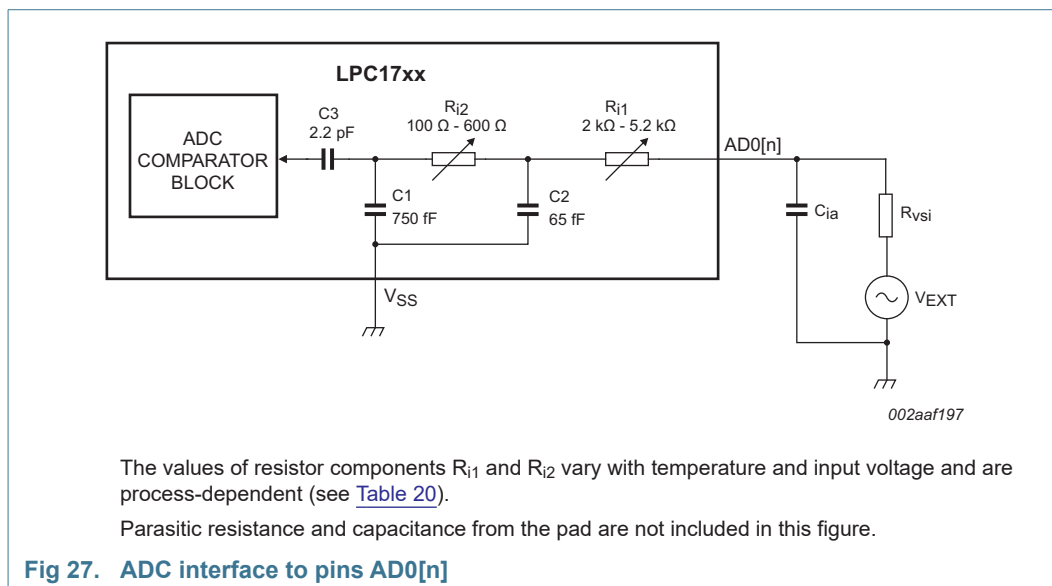 LPC17xx
ADC
COMPARATOR
BLOCK
C3
2.2 pF
Ri2
100 Ω - 600 Ω
Ri1
2 kΩ - 5.2 kΩ
AD0[n]
C1
750 fF
C2
65 fF
Cia
Rvsi
VSS
VEXT
002aaf197
The values of resistor components Ri1 and Ri2 vary with temperature and input voltage and are
process-dependent (see Table 20).
Parasitic resistance and capacitance from the pad are not included in this figure.
Fig 27. ADC interface to pins AD0[n]